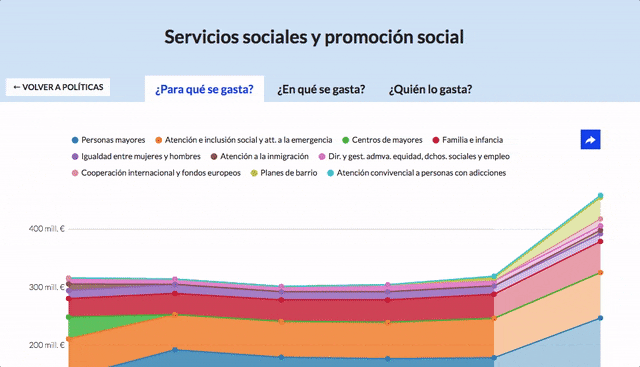 Servicios sociales y promoción social
← VOLVER A POLÍTICAS
¿Para qué se gasta? ¿En qué se gasta? ¿Quién lo gasta?
Personas mayores Atención e inclusión social y att. a la emergencia Centros de mayores Familia e infancia
Igualdad entre mujeres y hombres Atención a la inmigración Dir. y gest. admva. equidad, dchos. sociales y empleo
Cooperación internacional y fondos europeos Planes de barrio Atención convivencial a personas con adicciones
400 mill. €
300 mill. €
200 mill. €